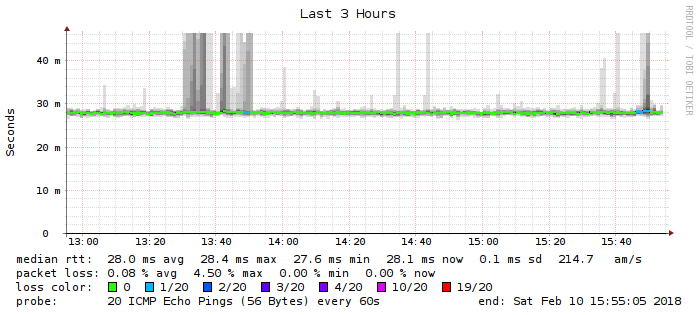 Last 3 Hours
RRDTOOL / TOBI OETIKER
Seconds
40 m
30 m
20 m
10 m
0
13:00 13:20 13:40 14:00 14:20 14:40 15:00 15:20 15:40
median rtt: 28.0 ms avg 28.4 ms max 27.6 ms min 28.1 ms now 0.1 ms sd 214.7 am/s
packet loss: 0.08 % avg 4.50 % max 0.00 % min 0.00 % now
loss color: 0 1/20 2/20 3/20 4/20 10/20 19/20
probe: 20 ICMP Echo Pings (56 Bytes) every 60s end: Sat Feb 10 15:55:05 2018